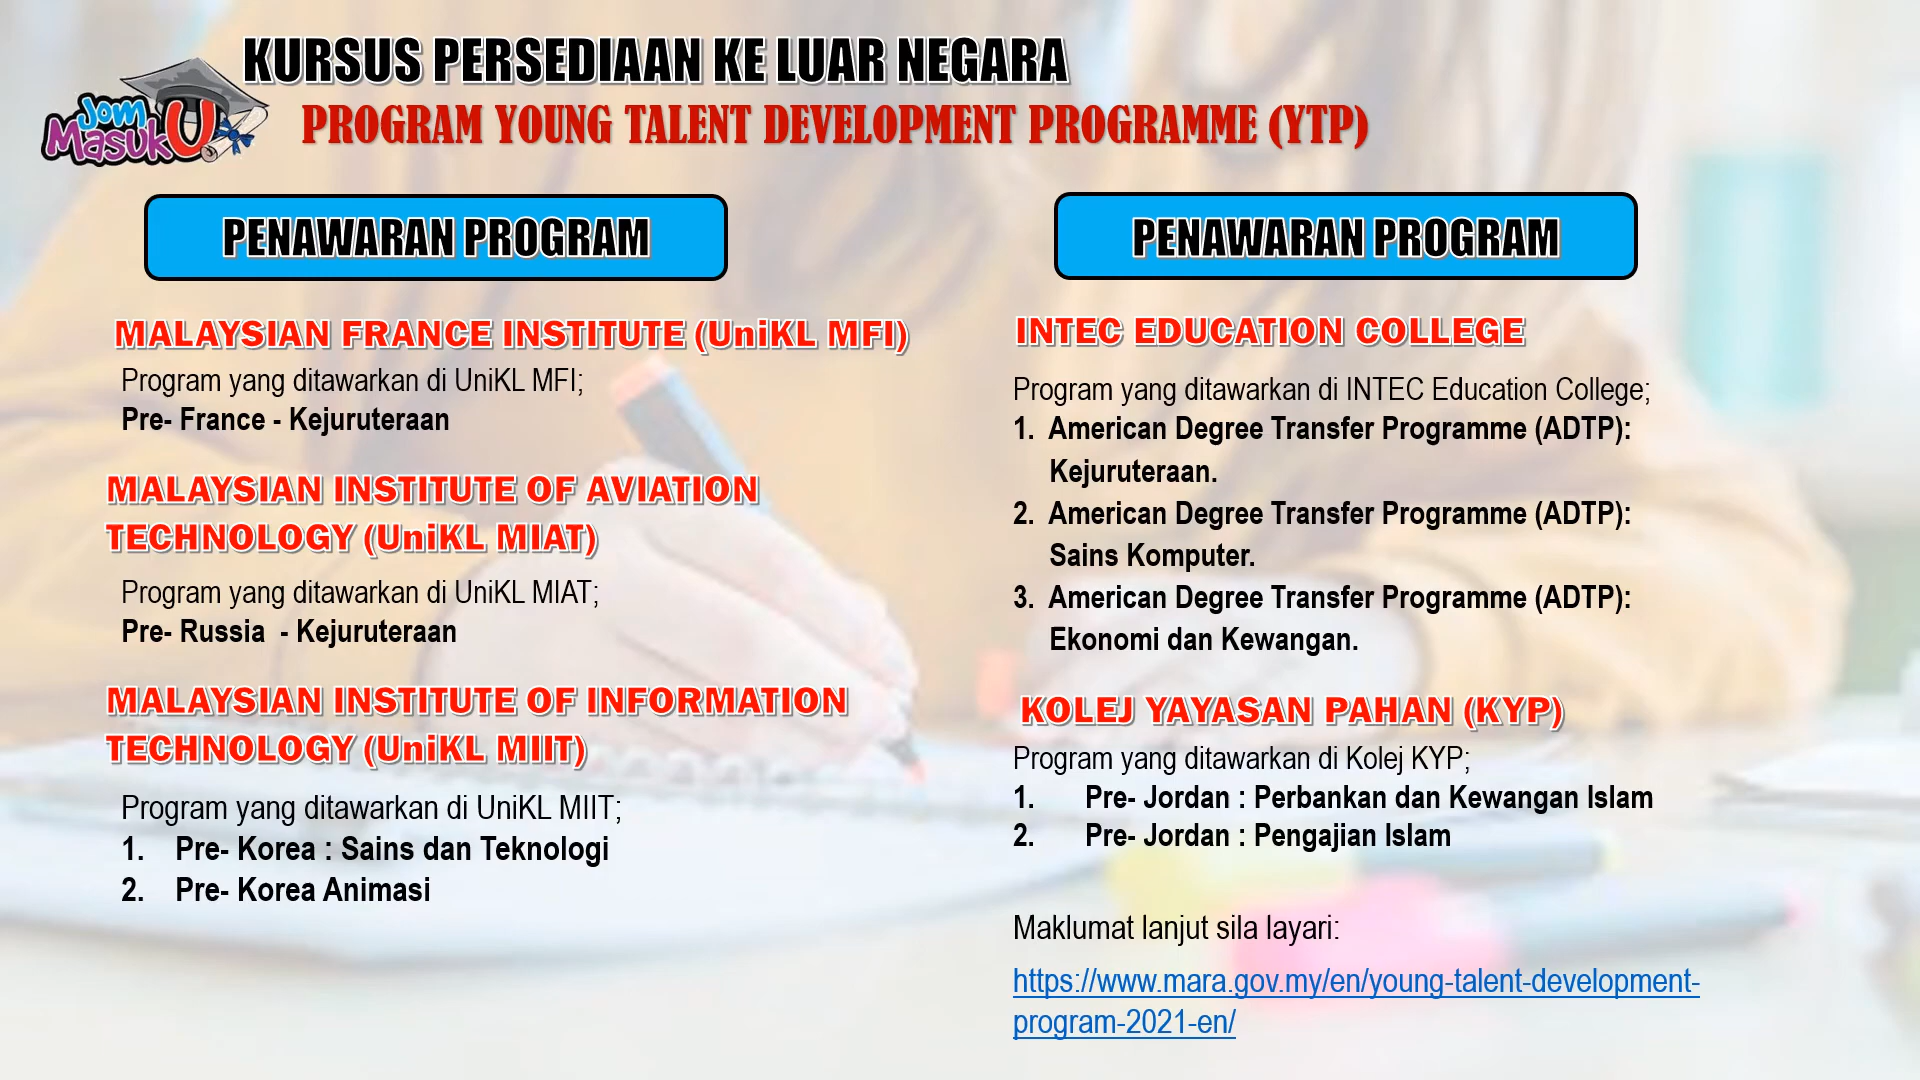 Jom
MasukU
KURSUS PERSEDIAAN KE LUAR NEGARA
PROGRAM YOUNG TALENT DEVELOPMENT PROGRAMME (YTP)
PENAWARAN PROGRAM
MALAYSIAN FRANCE INSTITUTE (UniKL MFI)
Program yang ditawarkan di UniKL MFI;
Pre- France - Kejuruteraan
MALAYSIAN INSTITUTE OF AVIATION
TECHNOLOGY (UniKL MIAT)
Program yang ditawarkan di UniKL MIAT;
Pre- Russia - Kejuruteraan
MALAYSIAN INSTITUTE OF INFORMATION
TECHNOLOGY (UniKL MIIT)
Program yang ditawarkan di UniKL MIIT;
1. Pre- Korea : Sains dan Teknologi
2. Pre- Korea Animasi
PENAWARAN PROGRAM
INTEC EDUCATION COLLEGE
Program yang ditawarkan di INTEC Education College;
1. American Degree Transfer Programme (ADTP):
Kejuruteraan.
2. American Degree Transfer Programme (ADTP):
Sains Komputer.
3. American Degree Transfer Programme (ADTP):
Ekonomi dan Kewangan.
KOLEJ YAYASAN PAHAN (KYP)
Program yang ditawarkan di Kolej KYP;
1. Pre- Jordan : Perbankan dan Kewangan Islam
2. Pre- Jordan : Pengajian Islam
Maklumat lanjut sila layari:
https://www.mara.gov.my/en/young-talent-development-
program-2021-en/